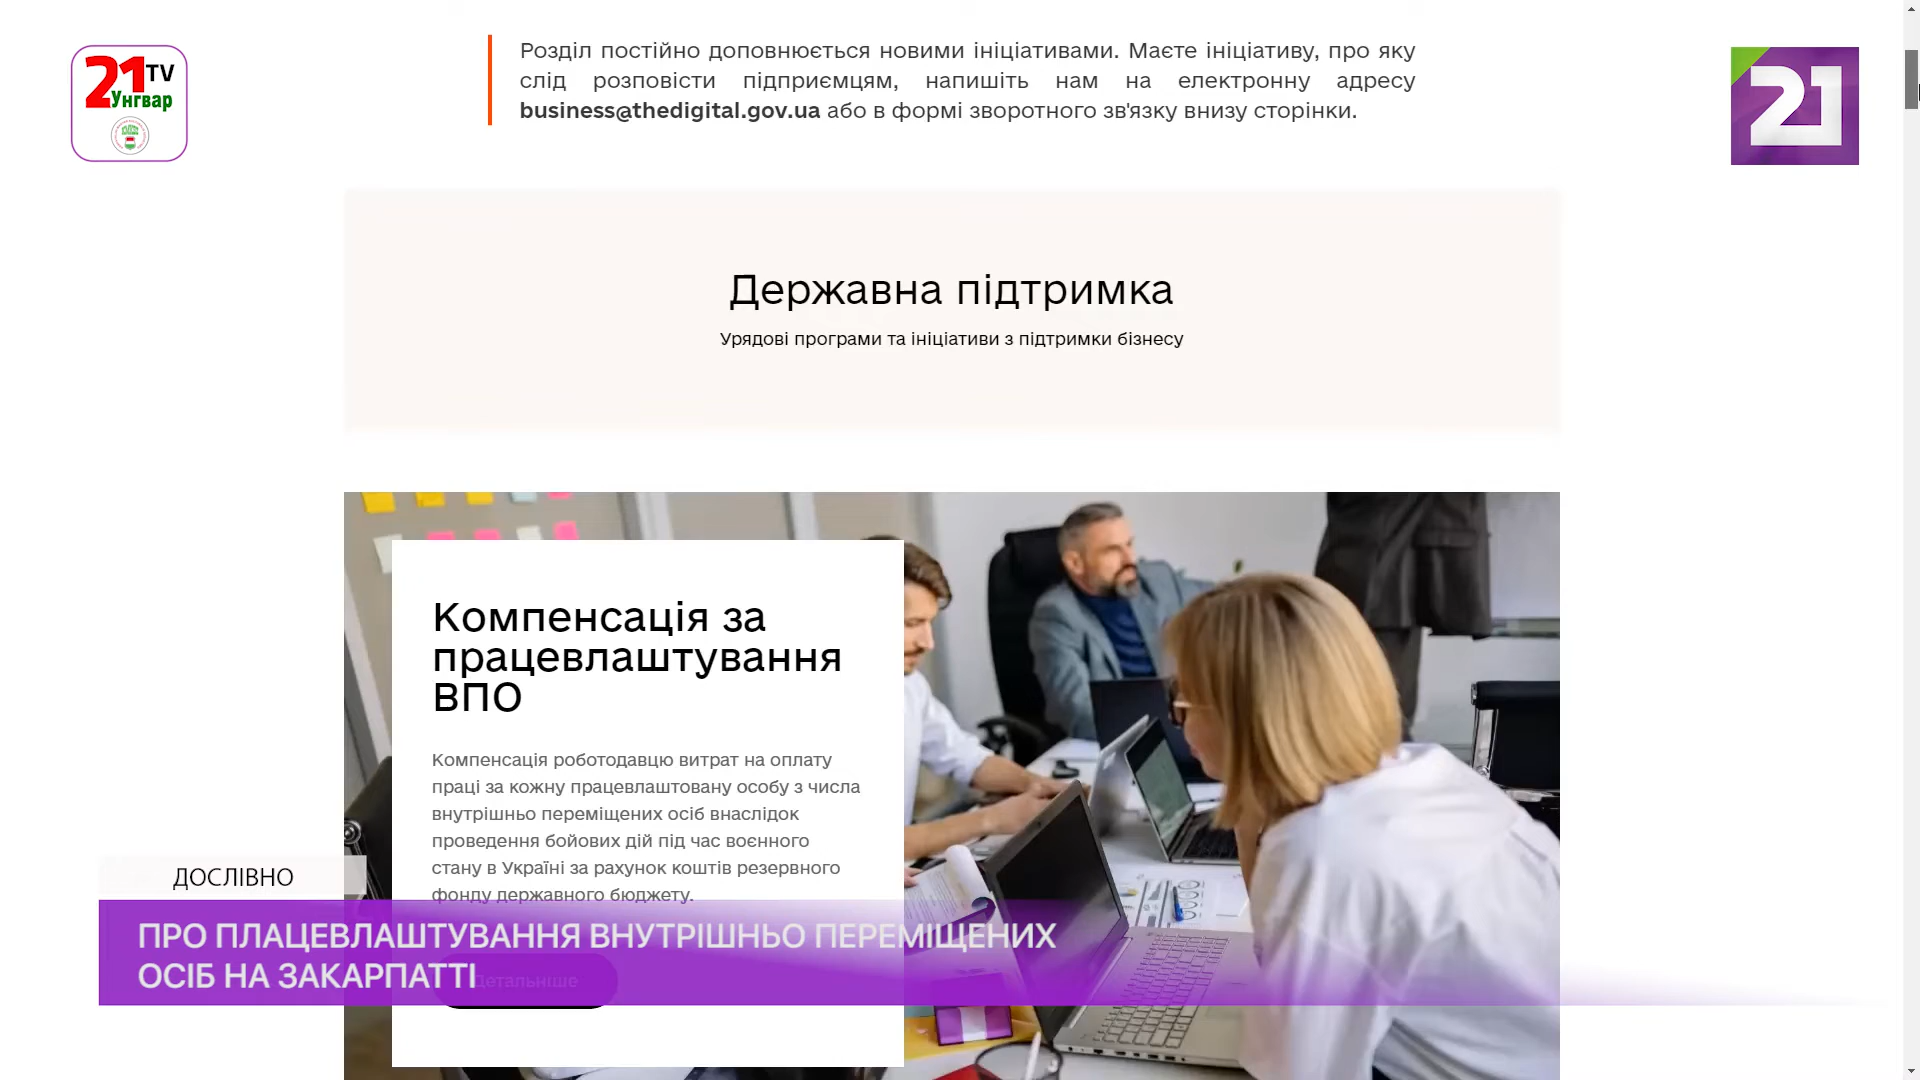 21 TV
Унгвар
21
Розділ постійно доповнюється новими ініціативами. Маєте ініціативу, про яку
слід розповісти підприємцям, напишіть нам на електронну адресу
business@thedigital.gov.ua або в формі зворотного зв'язку внизу сторінки.
Державна підтримка
Урядові програми та ініціативи з підтримки бізнесу
Компенсація за
працевлаштування
ВПО
Компенсація роботодавцю витрат на оплату
праці за кожну працевлаштовану особу з числа
внутрішньо переміщених осіб внаслідок
проведення бойових дій під час воєнного
стану в Україні за рахунок коштів резервного
фонду державного бюджету.
Детальніше
ДОСЛІВНО
ПРО ПЛАЦЕВЛАШТУВАННЯ ВНУТРІШНЬО ПЕРЕМІЩЕНИХ
ОСІБ НА ЗАКАРПАТТІ